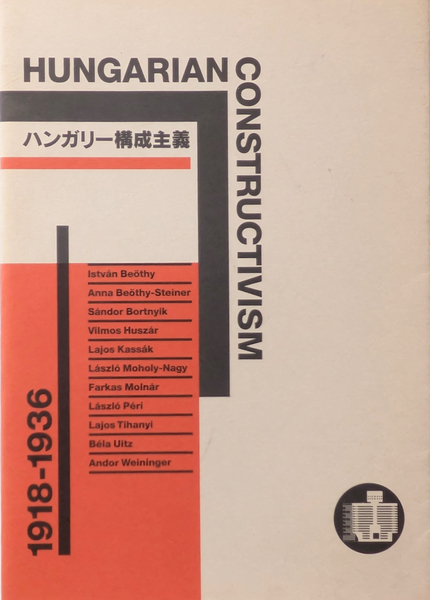 HUNGARIAN
CONSTRUCTIVISM
ハンガリー構成主義
István Beöthy
Anna Beöthy-Steiner
Sándor Bortnyik
Vilmos Huszár
Lajos Kassák
László Moholy-Nagy
Farkas Molnár
László Péri
Lajos Tihanyi
Béla Uitz
Andor Weininger
1918-1936